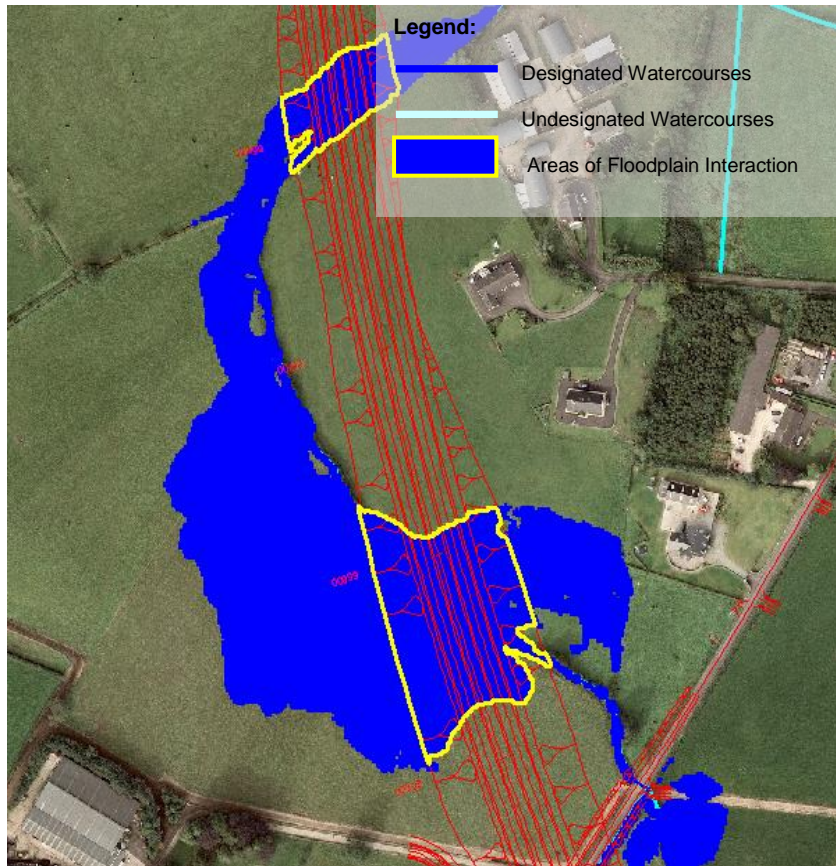 Legend:
Designated Watercourses
Undesignated Watercourses
Areas of Floodplain Interaction